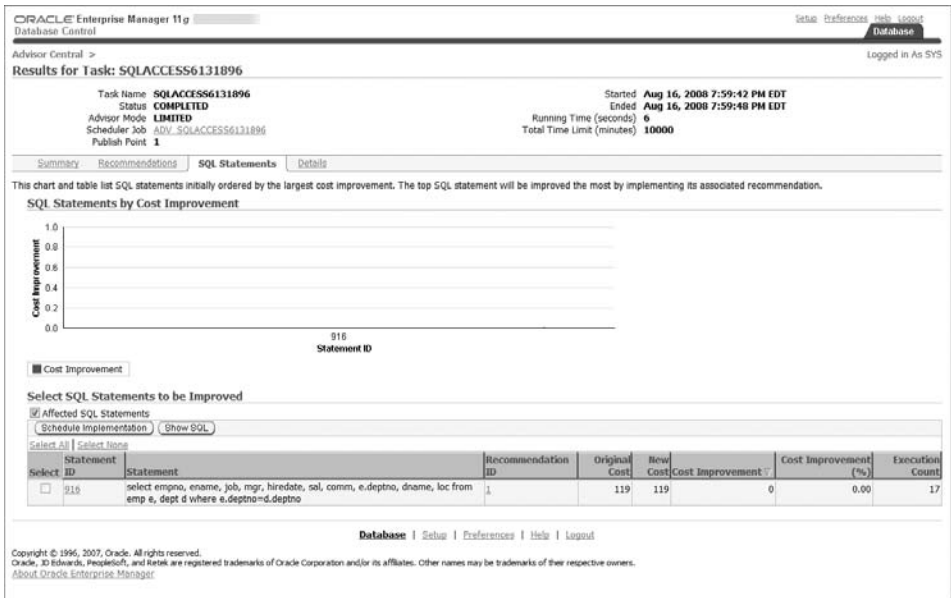 ORACLE Enterprise Manager 11g
Database Control
Setup Preferences Help Logout
Database
Advisor Central >
Logged in As SYS
Results for Task: SQLACCESS6131896
Task Name SQLACCESS6131896
Status COMPLETED
Advisor Mode LIMITED
Scheduler Job ADV_SQLACCESS6131896
Publish Point 1
Started Aug 16, 2008 7:59:42 PM EDT
Ended Aug 16, 2008 7:59:48 PM EDT
Running Time (seconds) 6
Total Time Limit (minutes) 10000
Summary Recommendations SQL Statements Details
This chart and table list SQL statements initially ordered by the largest cost improvement. The top SQL statement will be improved the most by implementing its associated recommendation.
SQL Statements by Cost Improvement
Cost Improvement
1.0
0.8
0.6
0.4
0.2
0.0
916
Statement ID
Cost Improvement
Select SQL Statements to be Improved
Affected SQL Statements
Schedule Implementation Show SQL
Select All | Select None
Select Statement ID Statement Recommendation ID Original Cost New Cost Cost Improvement Cost Improvement (%) Execution Count
916 select empno, ename, job, mgr, hiredate, sal, comm, e.deptno, dname, loc from 1 119 119 0 0.00 17
emp e, dept d where e.deptno=d.deptno
Database | Setup | Preferences | Help | Logout
Copyright © 1996, 2007, Oracle. All rights reserved.
Oracle, JD Edwards, PeopleSoft, and Retek are registered trademarks of Oracle Corporation and/or its affiliates. Other names may be trademarks of their respective owners.
About Oracle Enterprise Manager